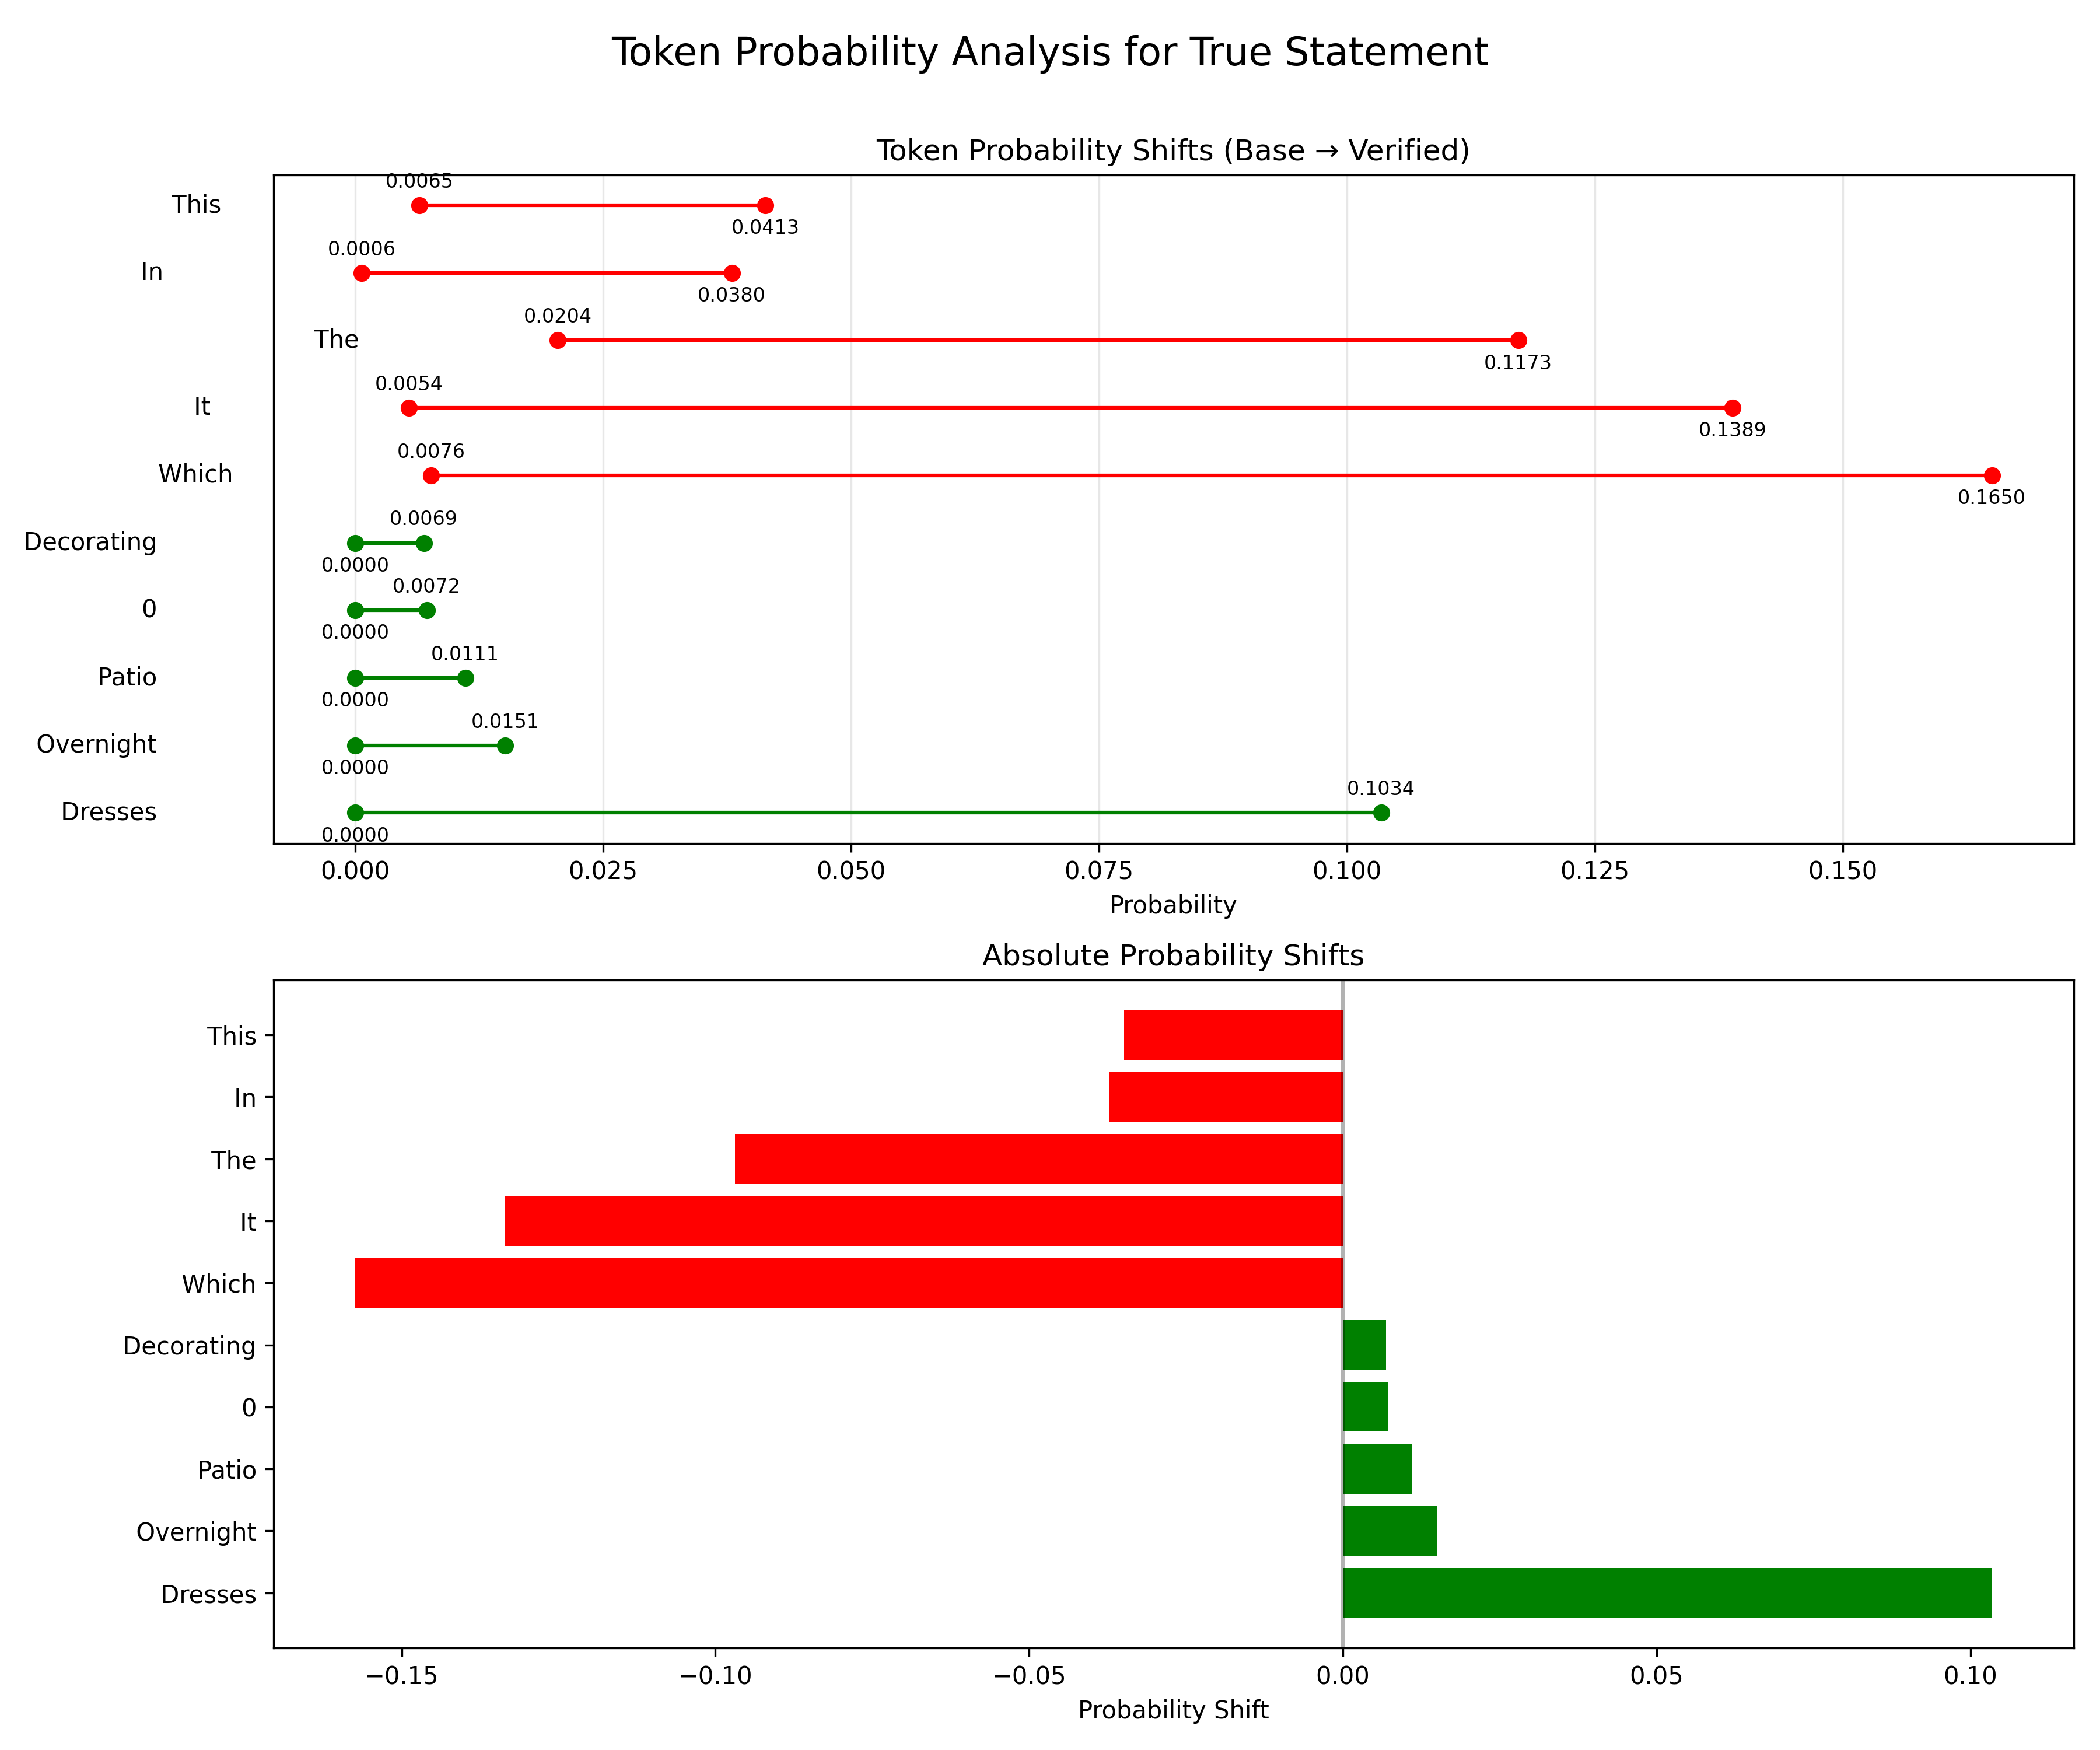 Token Probability Analysis for True Statement
Token Probability Shifts (Base → Verified)
This
0.0065
0.0413
In
0.0006
0.0380
The
0.0204
0.1173
It
0.0054
0.1389
Which
0.0076
0.1650
Decorating
0.0069
0.0000
0
0.0072
0.0000
Patio
0.0111
0.0000
Overnight
0.0151
0.0000
Dresses
0.1034
0.0000
0.000 0.025 0.050 0.075 0.100 0.125 0.150
Probability
Absolute Probability Shifts
This
In
The
It
Which
Decorating
0
Patio
Overnight
Dresses
−0.15 −0.10 −0.05 0.00 0.05 0.10
Probability Shift